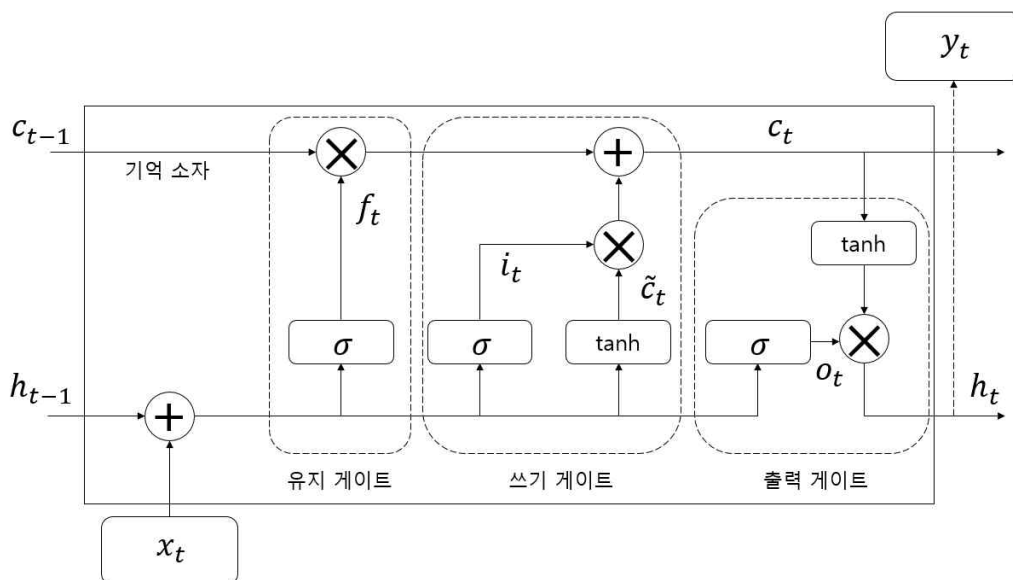 y_t
c_{t-1}
c_t
기억 소자
f_t
tanh
i_t
c̃_t
σ
σ
tanh
σ
o_t
h_{t-1}
h_t
유지 게이트
쓰기 게이트
출력 게이트
x_t